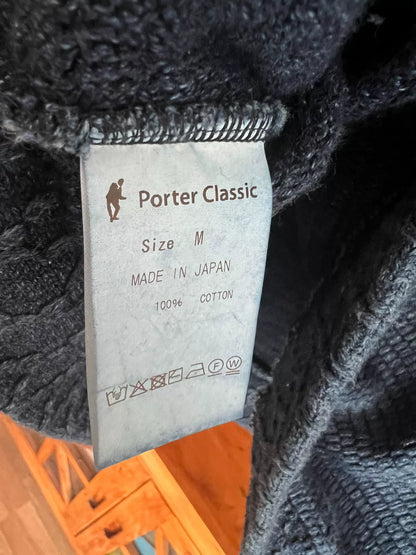 Porter Classic
Size M
MADE IN JAPAN
100% COTTON
F W